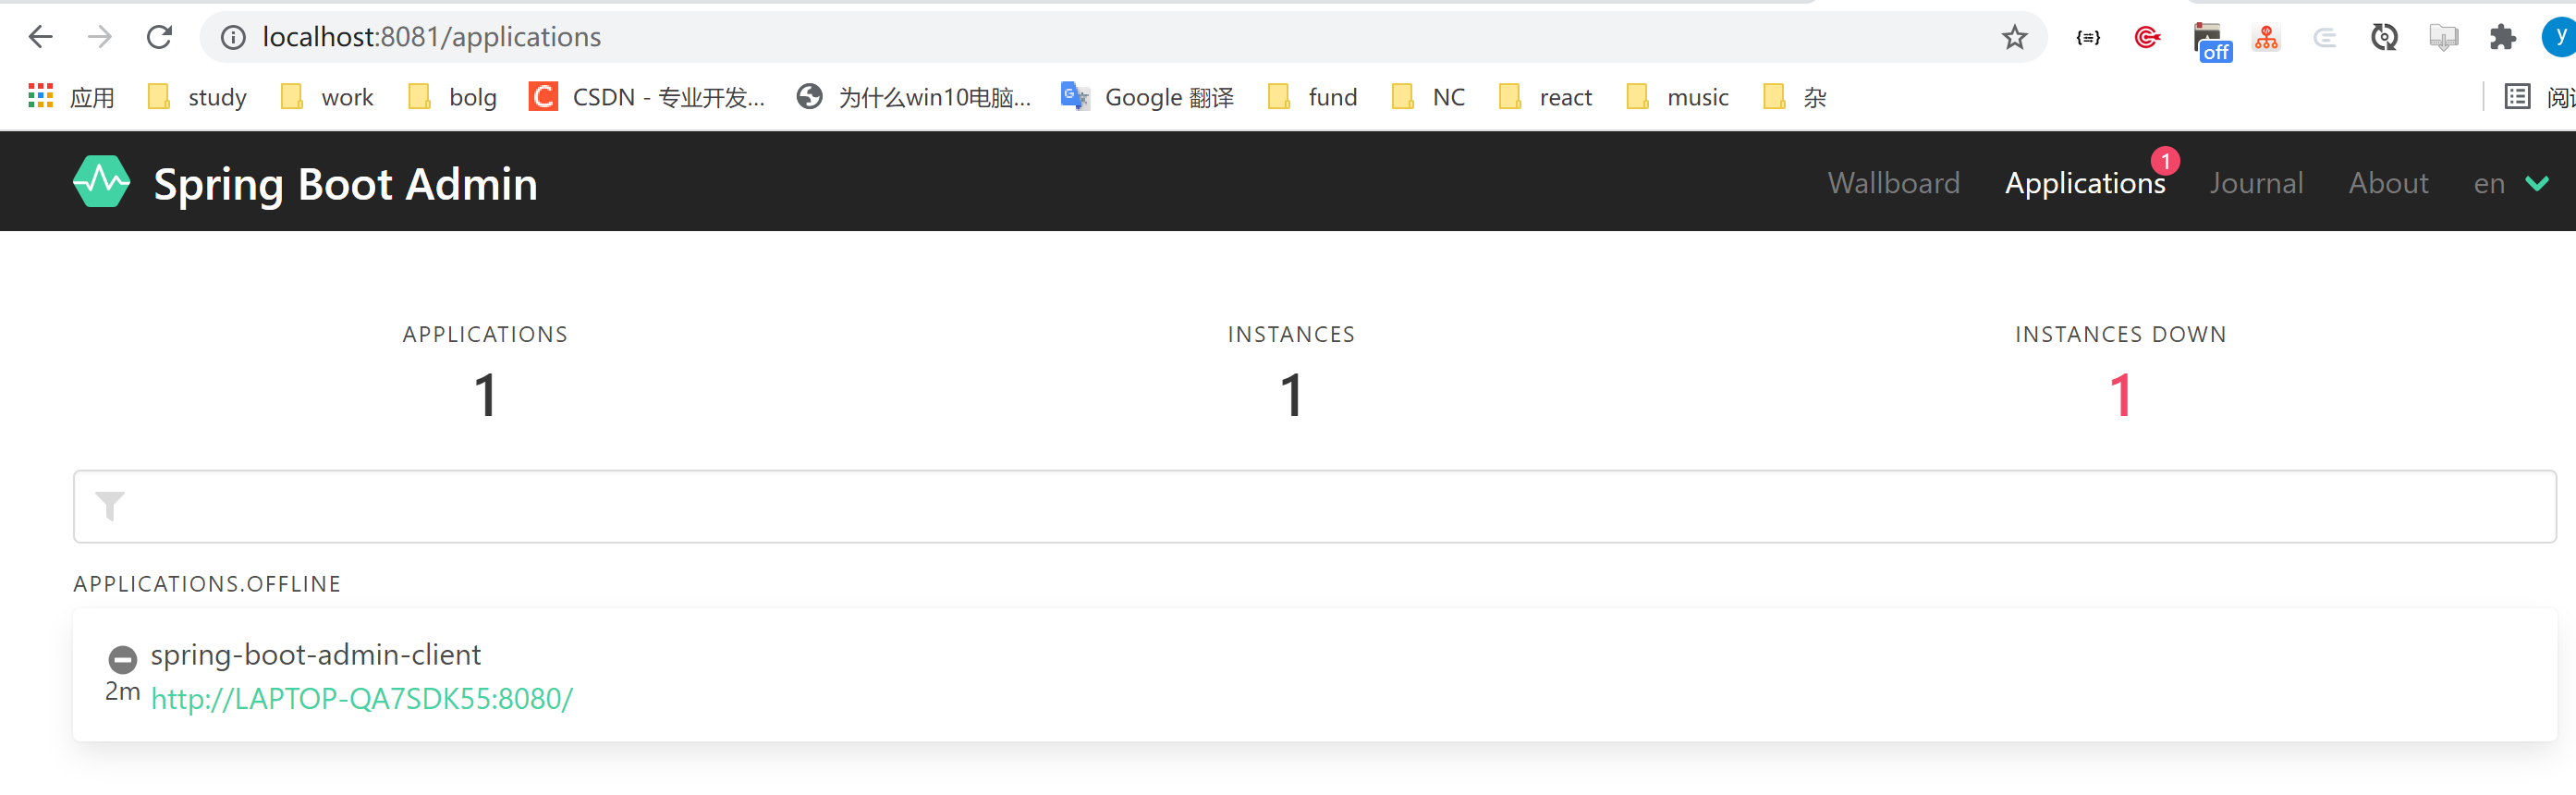 localhost:8081/applications
off
y
应用 study work bolg CSDN - 专业开发... 为什么win10电脑... Google 翻译 fund NC react music 杂
Spring Boot Admin Wallboard Applications 1 Journal About en
APPLICATIONS INSTANCES INSTANCES DOWN
1 1 1
APPLICATIONS.OFFLINE
spring-boot-admin-client
2m http://LAPTOP-QA7SDK55:8080/